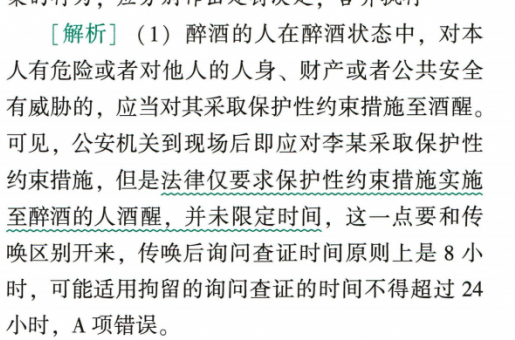 [解析] （1）醉酒的人在醉酒状态中，对本
人有危险或者对他人的人身、财产或者公共安全
有威胁的，应当对其采取保护性约束措施至酒醒。
可见，公安机关到现场后即应对李某采取保护性
约束措施，但是法律仅要求保护性约束措施实施
至醉酒的人酒醒，并未限定时间，这一点要和传
唤区别开来，传唤后询问查证时间原则上是 8 小
时，可能适用拘留的询问查证的时间不得超过 24
小时，A 项错误。